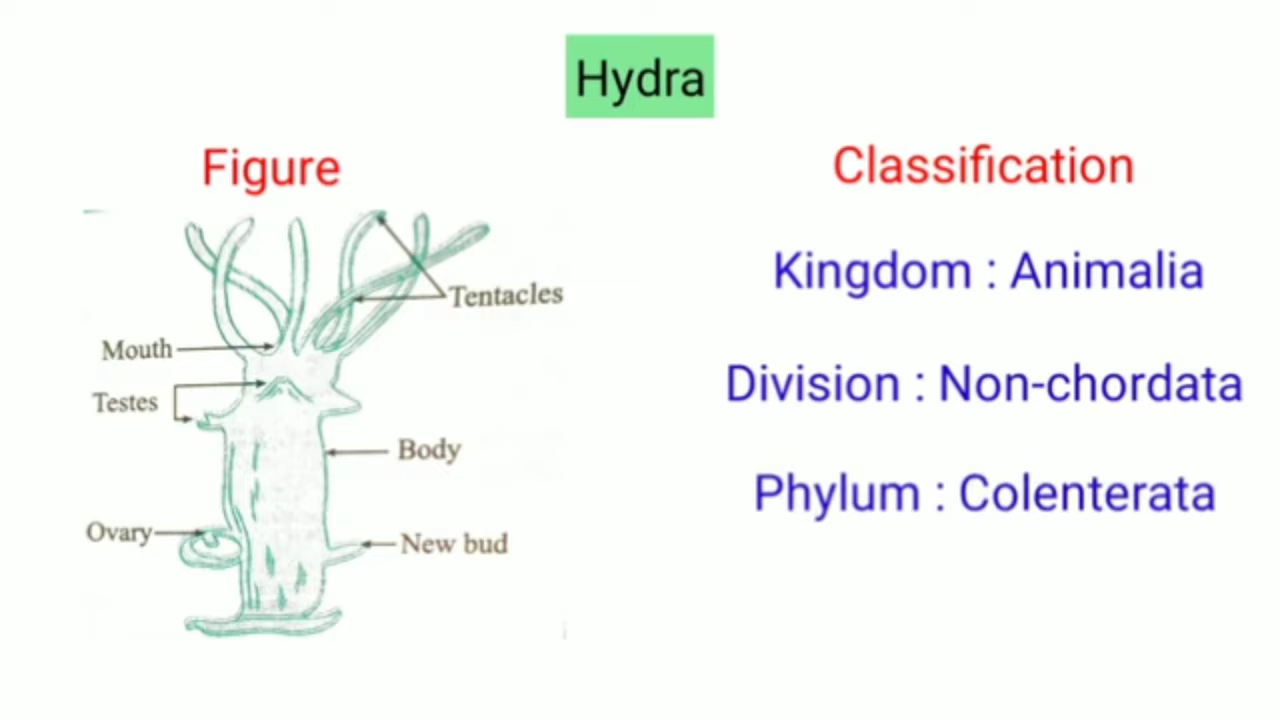 Hydra
Figure
Classification
Tentacles
Mouth
Testes
Body
Ovary
New bud
Kingdom : Animalia
Division : Non-chordata
Phylum : Colenterata